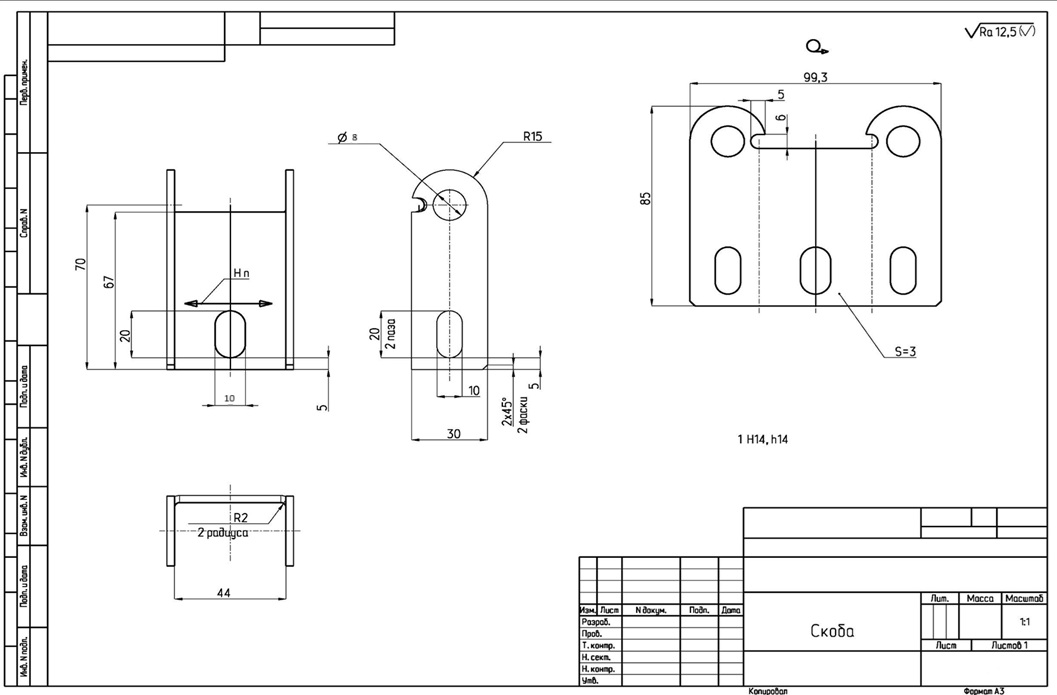 Перв. примен.
Справ. N
Подп. и дата
Инв. N дубл.
Взам. инв. N
Подп. и дата
Инв. N подл.
√Ra 12,5(√)
99,3
5
6
85
S=3
⌀ 8
R15
70
67
20
Нп
10
5
20
2 паза
10
30
2x45°
2 фаски
5
1 H14, h14
R2
2 радиуса
44
Изм. Лист N докум. Подп. Дата
Разраб.
Пров.
Т. контр.
Н. сект.
Н. контр.
Утв.
Скоба
Лит. Масса Масштаб
1:1
Лист Листов 1
Копировал Формат А3